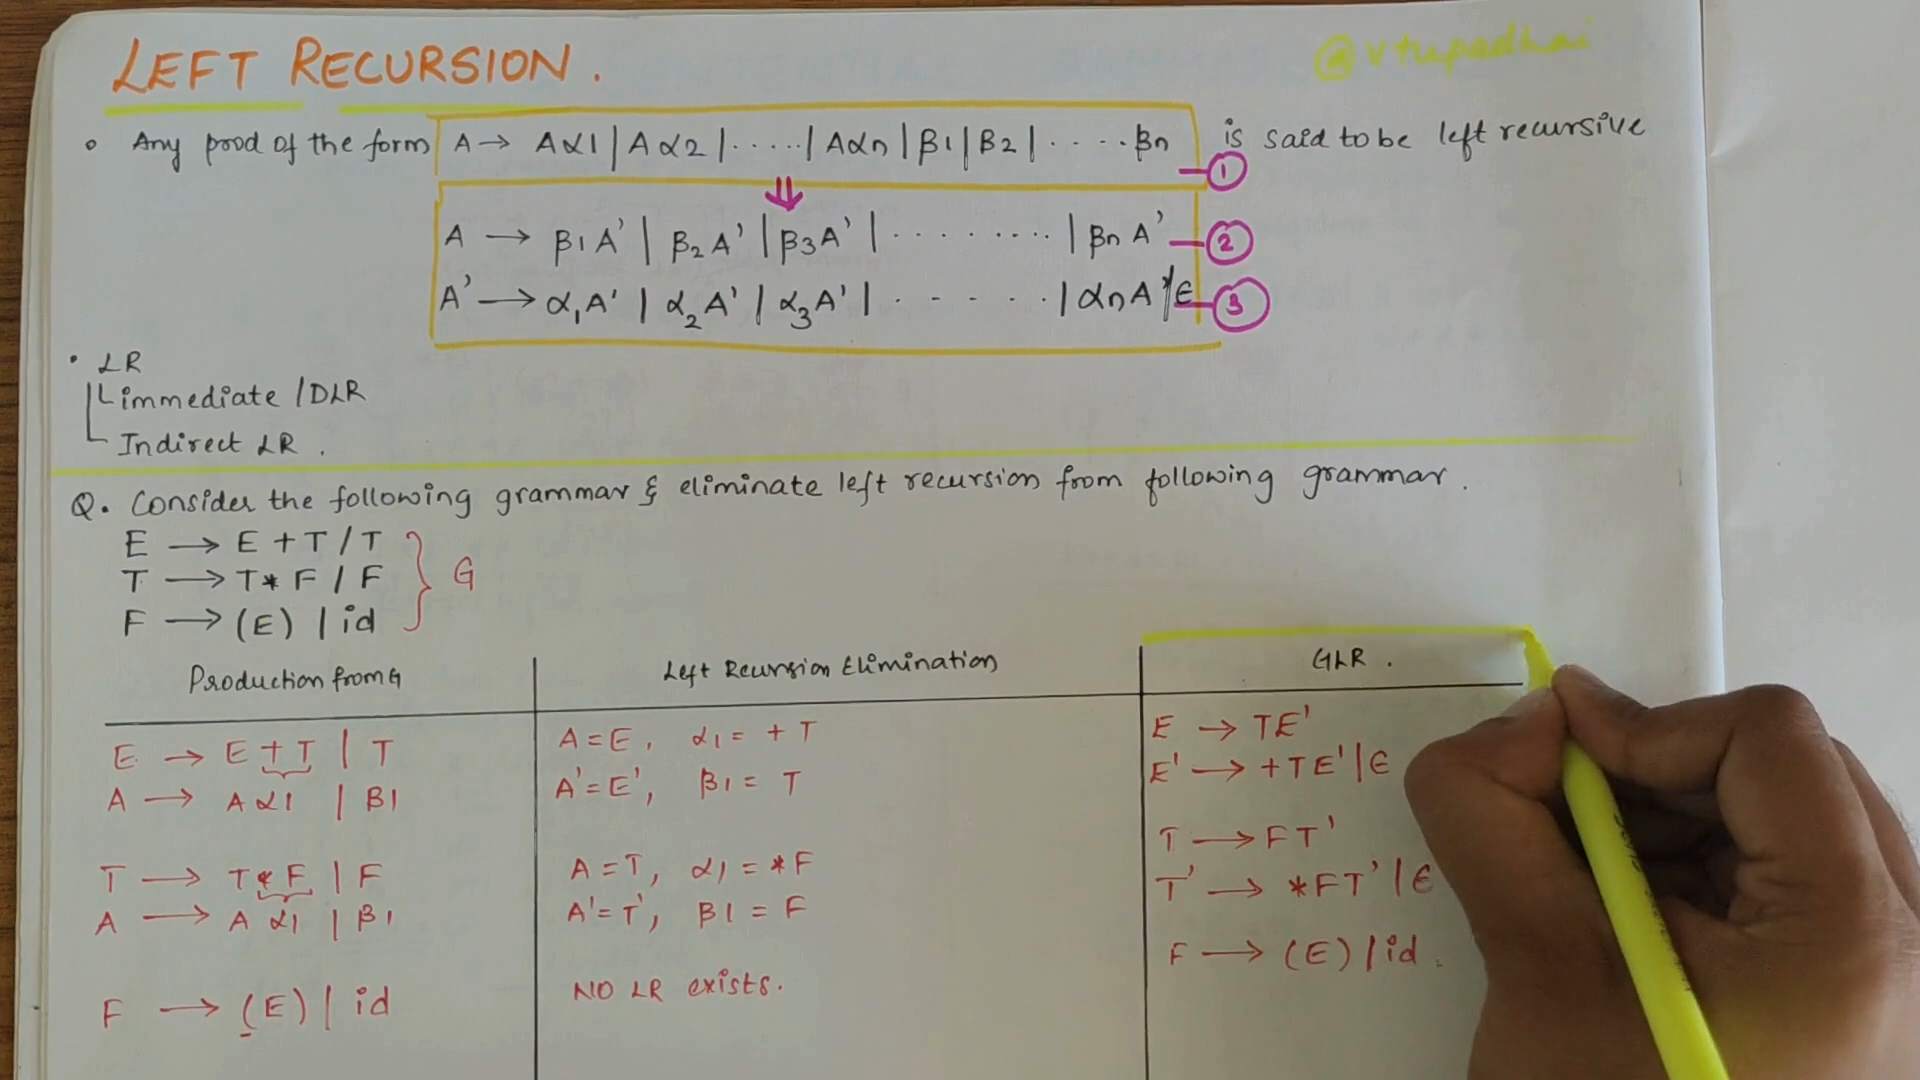 LEFT RECURSION.
@vtupadhai
• Any prod of the form A → Aα1 | Aα2 | ..... | Aαn | β1 | β2 | .... βn is said to be left recursive
①
⇓
A → β1A' | β2A' | β3A' | ........ | βnA' ②
A' → α1A' | α2A' | α3A' | ...... | αnA' | ϵ ③
• LR
immediate / DLR
Indirect LR.
Q. Consider the following grammar & eliminate left recursion from following grammar.
E → E + T / T
T → T * F / F } G
F → (E) | id
Production from G
Left Recursion Elimination
GLR.
E → E + T | T
A → A α1 | β1
T → T * F | F
A → A α1 | β1
F → (E) | id
A = E, α1 = + T
A' = E', β1 = T
A = T, α1 = * F
A' = T', β1 = F
NO LR exists.
E → TE'
E' → +TE' | ϵ
T → FT'
T' → *FT' | ϵ
F → (E) | id.